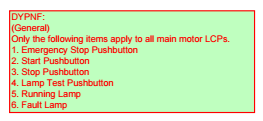 DYPNF:
(General)
Only the following items apply to all main motor LCPs.
1. Emergency Stop Pushbutton
2. Start Pushbutton
3. Stop Pushbutton
4. Lamp Test Pushbutton
5. Running Lamp
6. Fault Lamp